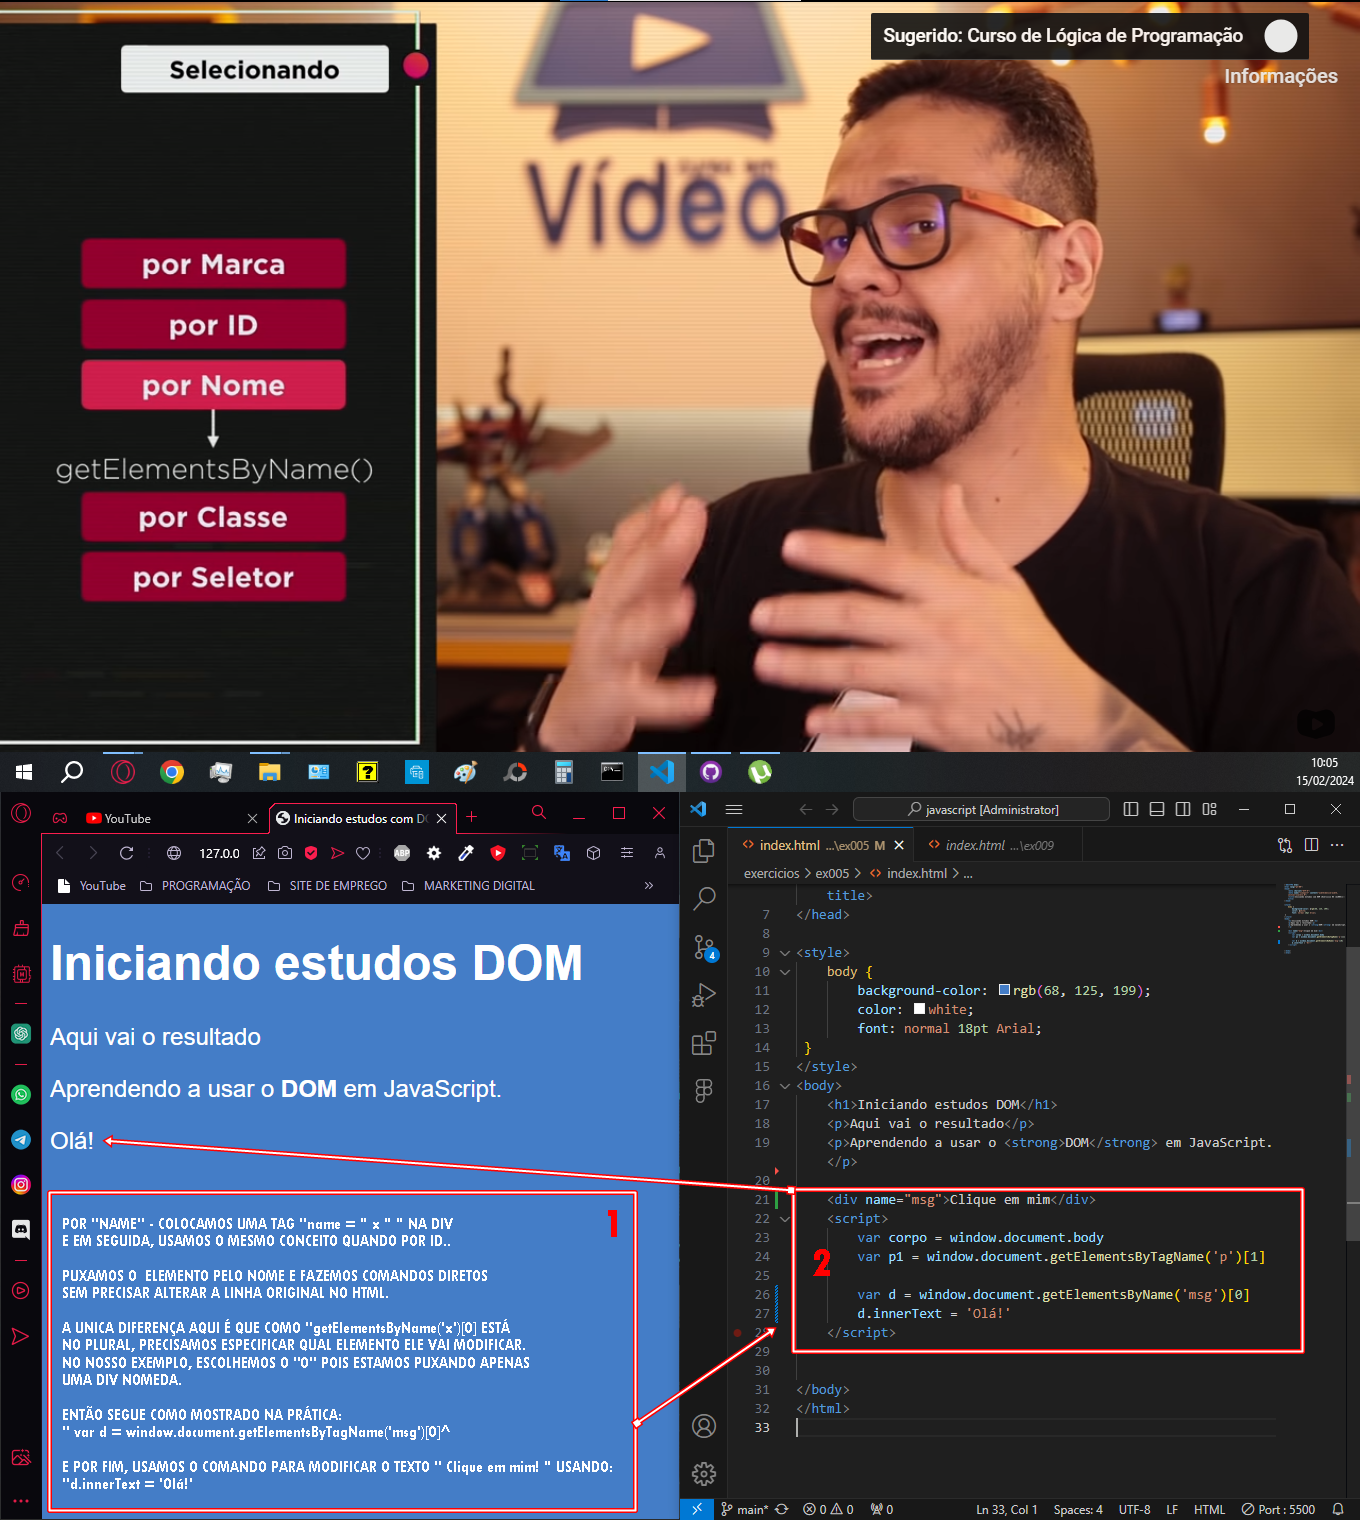 Selecionando
por Marca
por ID
por Nome
getElementsByName()
por Classe
por Seletor
Vídeo
Sugerido: Curso de Lógica de Programação
Informações
10:05
15/02/2024
YouTube
Iniciando estudos com DO
127.0.0
YouTube
PROGRAMAÇÃO
SITE DE EMPREGO
MARKETING DIGITAL
Iniciando estudos DOM
Aqui vai o resultado
Aprendendo a usar o DOM em JavaScript.
Olá!
1
POR "NAME" - COLOCAMOS UMA TAG "name = " x " " NA DIV
E EM SEGUIDA, USAMOS O MESMO CONCEITO QUANDO POR ID..
PUXAMOS O ELEMENTO PELO NOME E FAZEMOS COMANDOS DIRETOS
SEM PRECISAR ALTERAR A LINHA ORIGINAL NO HTML.
A UNICA DIFERENÇA AQUI É QUE COMO "getElementsByName('x')[0] ESTÁ
NO PLURAL, PRECISAMOS ESPECIFICAR QUAL ELEMENTO ELE VAI MODIFICAR.
NO NOSSO EXEMPLO, ESCOLHEMOS O "0" POIS ESTAMOS PUXANDO APENAS
UMA DIV NOMEDA.
ENTÃO SEGUE COMO MOSTRADO NA PRÁTICA:
" var d = window.document.getElementsByTagName('msg')[0]^
E POR FIM, USAMOS O COMANDO PARA MODIFICAR O TEXTO " Clique em mim! " USANDO:
"d.innerText = 'Olá!'
javascript [Administrator]
index.html ...\ex005 M
index.html ...\ex009
exercicios > ex005 > index.html > ...
title>
7 </head>
8
9 <style>
10 body {
11 background-color: rgb(68, 125, 199);
12 color: white;
13 font: normal 18pt Arial;
14 }
15 </style>
16 <body>
17 <h1>Iniciando estudos DOM</h1>
18 <p>Aqui vai o resultado</p>
19 <p>Aprendendo a usar o <strong>DOM</strong> em JavaScript.
</p>
20
21 <div name="msg">Clique em mim</div>
22 <script>
23 var corpo = window.document.body
24 var p1 = window.document.getElementsByTagName('p')[1]
25
26 var d = window.document.getElementsByName('msg')[0]
27 d.innerText = 'Olá!'
28 </script>
29
30
31 </body>
32 </html>
33
2
4
main*
0 0
0
Ln 33, Col 1
Spaces: 4
UTF-8
LF
HTML
Port : 5500